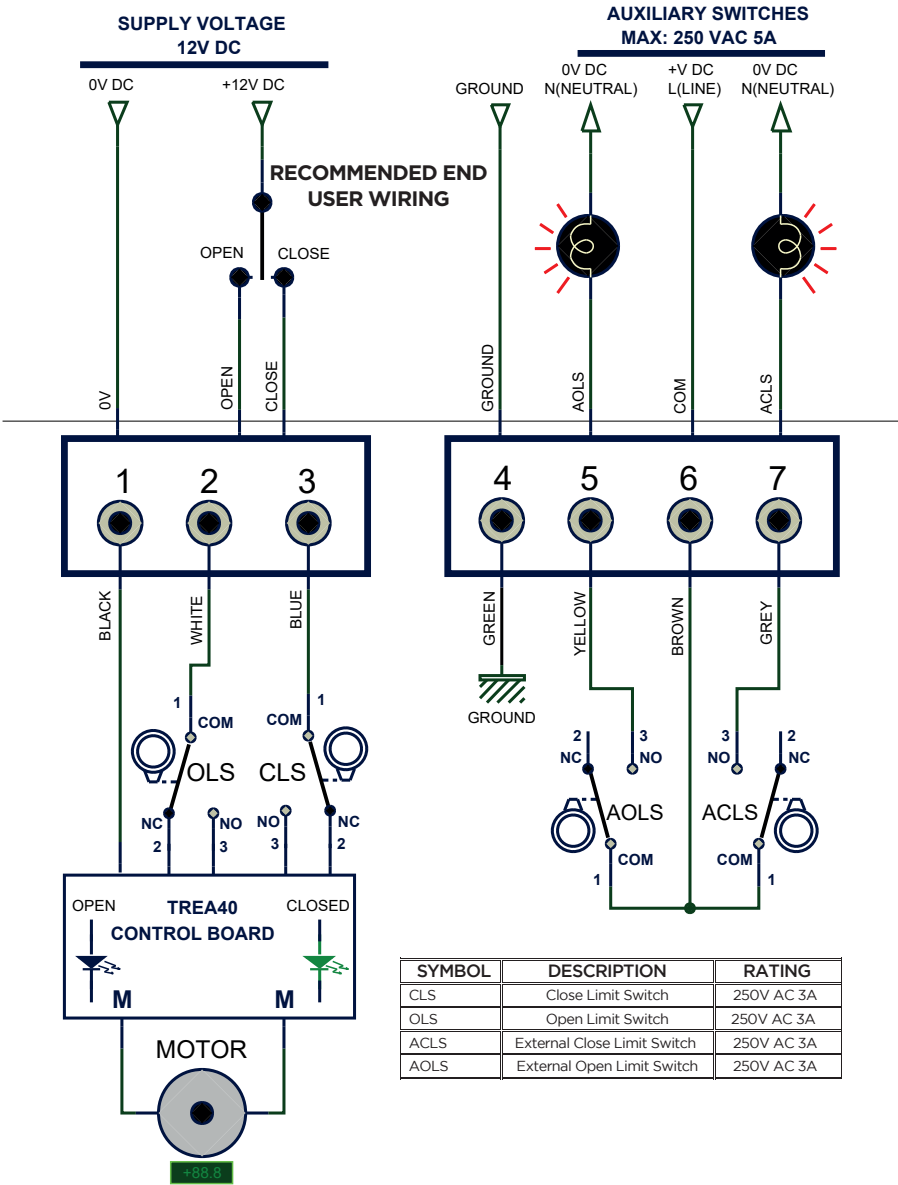 SUPPLY VOLTAGE
12V DC
0V DC
+12V DC
RECOMMENDED END
USER WIRING
OPEN
CLOSE
0V
OPEN
CLOSE
AUXILIARY SWITCHES
MAX: 250 VAC 5A
GROUND
0V DC
N(NEUTRAL)
+V DC
L(LINE)
0V DC
N(NEUTRAL)
GROUND
AOLS
COM
ACLS
1
2
3
4
5
6
7
BLACK
WHITE
BLUE
GREEN
YELLOW
BROWN
GREY
GROUND
1
COM
OLS
NC
2
NO
3
1
COM
CLS
NO
3
NC
2
2
NC
3
NO
AOLS
COM
1
3
NO
2
NC
ACLS
COM
1
OPEN
TREA40
CONTROL BOARD
CLOSED
M
M
MOTOR
+88.8
SYMBOL DESCRIPTION RATING
CLS Close Limit Switch 250V AC 3A
OLS Open Limit Switch 250V AC 3A
ACLS External Close Limit Switch 250V AC 3A
AOLS External Open Limit Switch 250V AC 3A